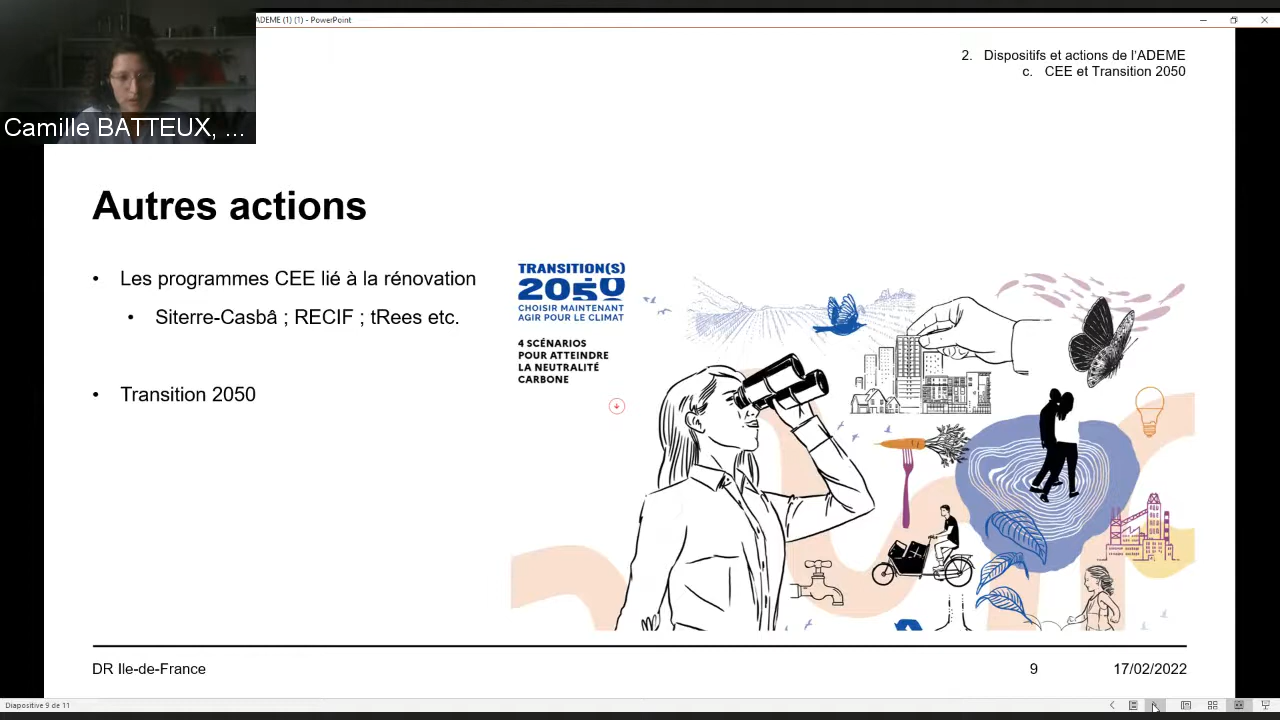 ADEME (1) (1) - PowerPoint
Camille BATTEUX, ...
2. Dispositifs et actions de l'ADEME
c. CEE et Transition 2050
Autres actions
• Les programmes CEE lié à la rénovation
• Siterre-Casbâ ; RECIF ; tRees etc.
• Transition 2050
TRANSITION(S)
2050
CHOISIR MAINTENANT
AGIR POUR LE CLIMAT
4 SCÉNARIOS
POUR ATTEINDRE
LA NEUTRALITÉ
CARBONE
DR Ile-de-France
9
17/02/2022
Diapositive 9 de 11